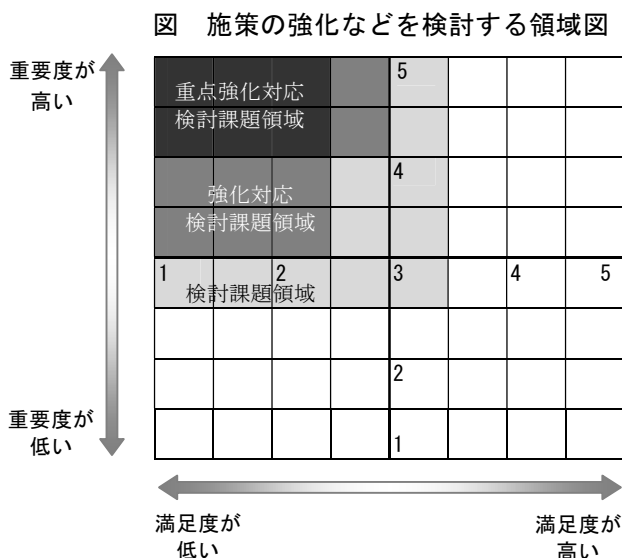 図　施策の強化などを検討する領域図
重要度が
高い
重点強化対応
検討課題領域
5
強化対応
検討課題領域
4
1 2 3 4 5
検討課題領域
2
1
重要度が
低い
満足度が
低い
満足度が
高い